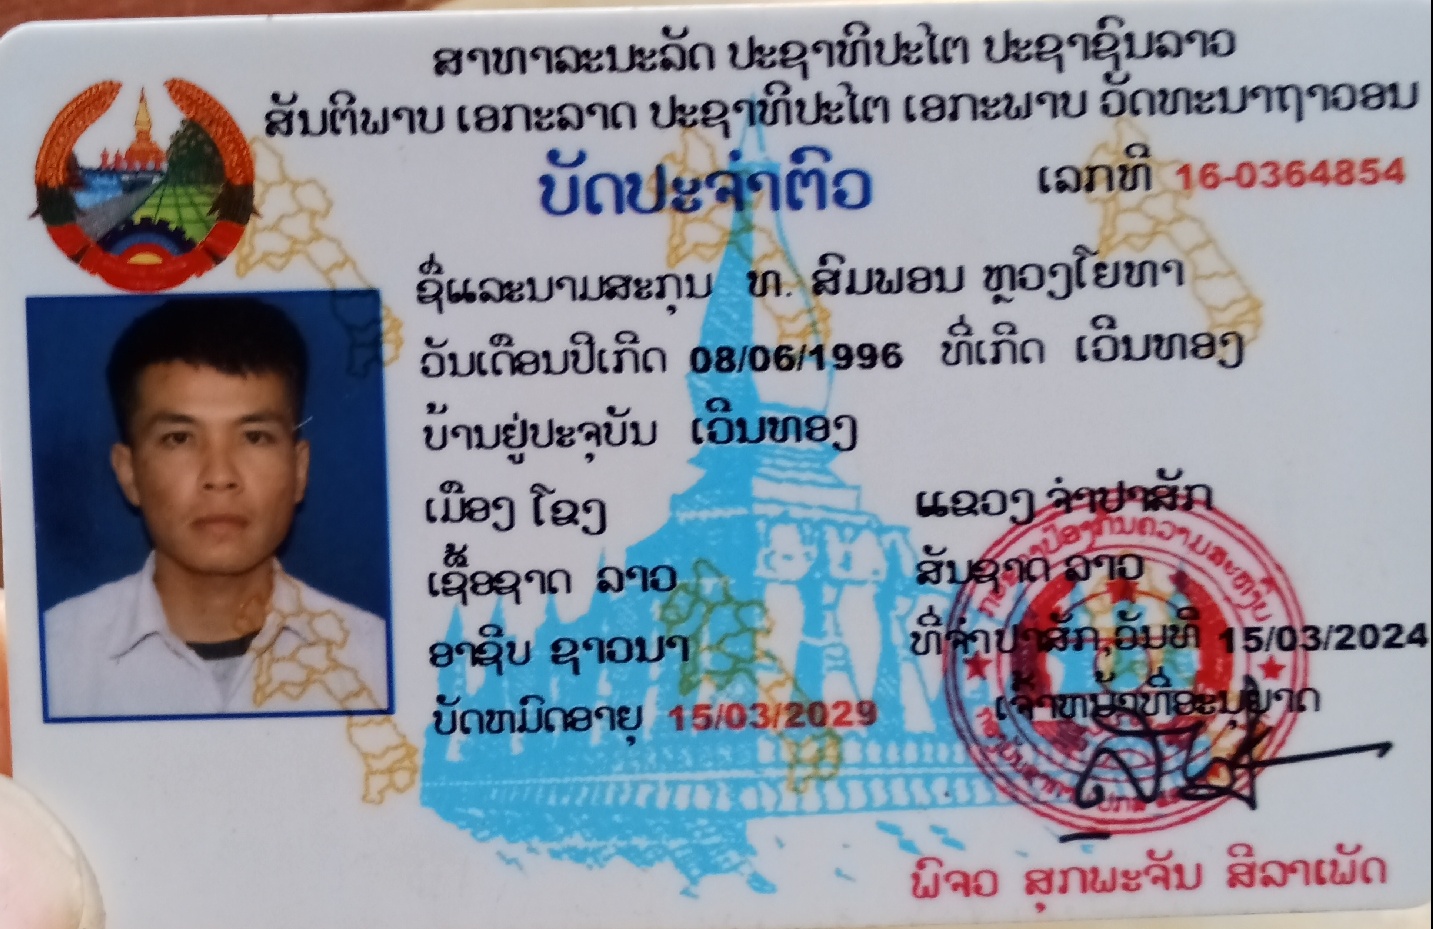 ສາທາລະນະລັດ ປະຊາທິປະໄຕ ປະຊາຊົນລາວ
ສັນຕິພາບ ເອກະລາດ ປະຊາທິປະໄຕ ເອກະພາບ ວັດທະນາຖາວອນ
ບັດປະຈຳຕົວ ເລກທີ 16-0364854
ຊື່ແລະນາມສະກຸນ ທ. ສົມພອນ ຫຼວງໂຍທາ
ວັນເດືອນປີເກີດ 08/06/1996 ທີ່ເກີດ ເວີນທອງ
ບ້ານຢູ່ປະຈຸບັນ ເວີນທອງ
ເມືອງ ໂຂງ ແຂວງ ຈຳປາສັກ
ເຊື້ອຊາດ ລາວ ສັນຊາດ ລາວ
ອາຊີບ ຊາວນາ ທີ່ຈຳປາສັກ,ວັນທີ 15/03/2024
ບັດຫມົດອາຍຸ 15/03/2029 ເຈົ້າຫນ້າທີ່ອະນຸຍາດ
ພົຈວ ສຸກພະຈັນ ສີລາເພັດ